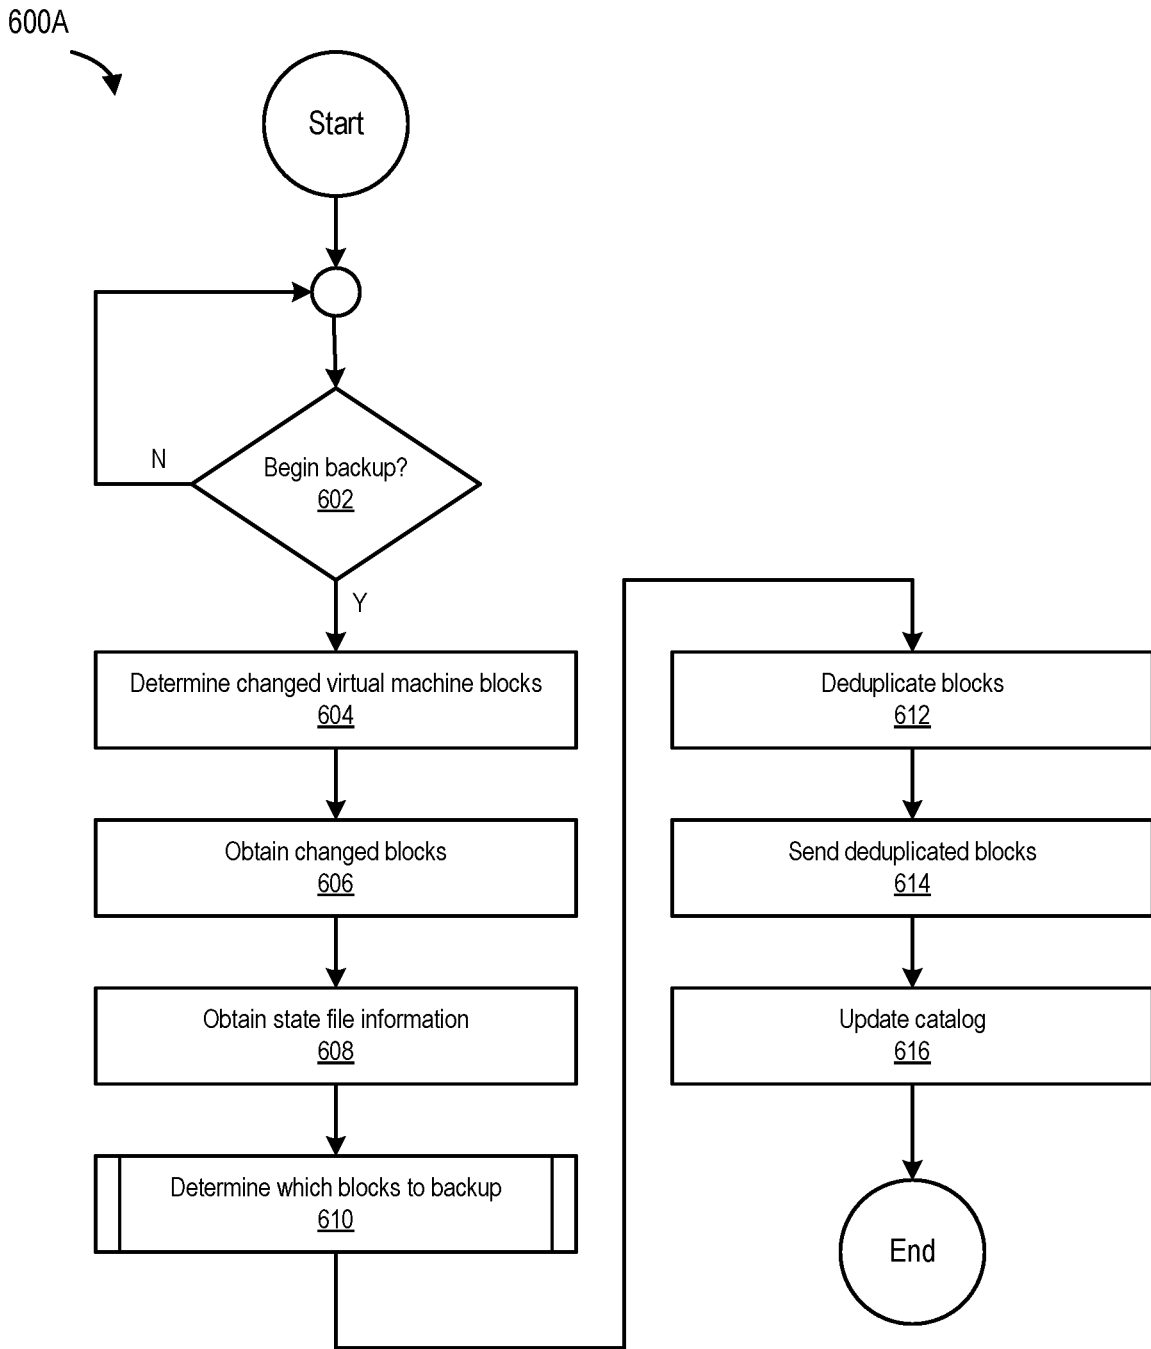 600A
Start
Begin backup?
602
N
Y
Determine changed virtual machine blocks
604
Obtain changed blocks
606
Obtain state file information
608
Determine which blocks to backup
610
Deduplicate blocks
612
Send deduplicated blocks
614
Update catalog
616
End